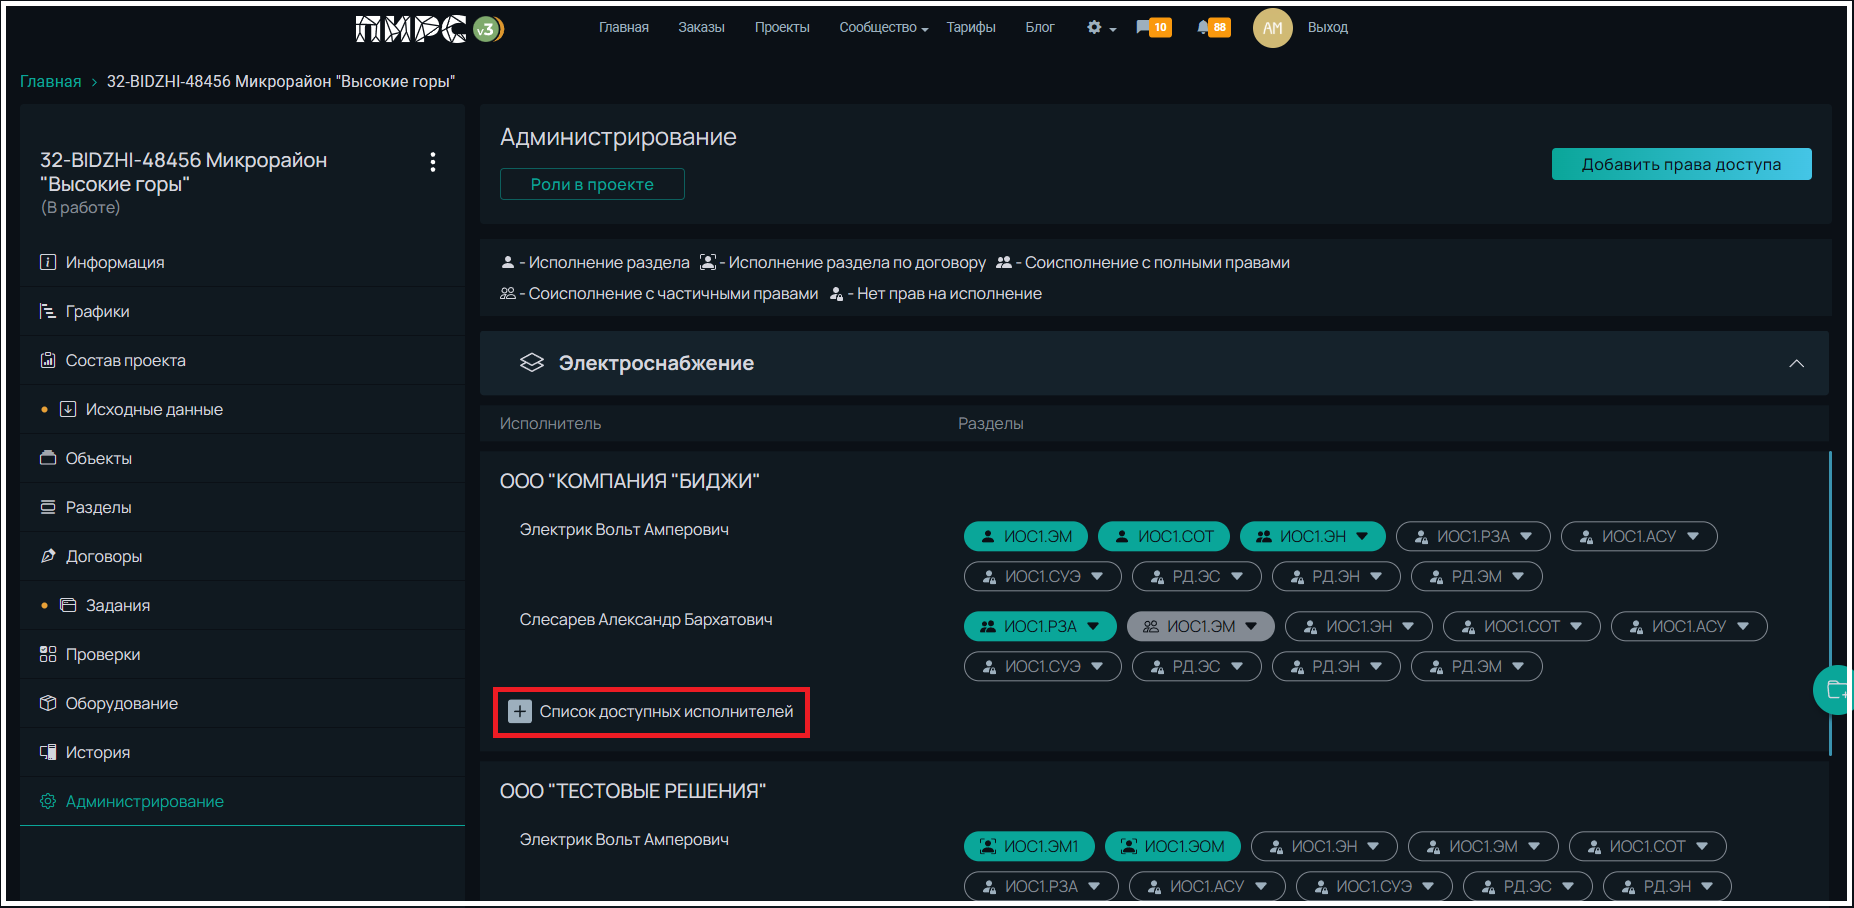 ПИРС v3 Главная Заказы Проекты Сообщество Тарифы Блог 10 88 АМ Выход
Главная > 32-BIDZHI-48456 Микрорайон "Высокие горы"
32-BIDZHI-48456 Микрорайон
"Высокие горы"
(В работе)
Информация
Графики
Состав проекта
Исходные данные
Объекты
Разделы
Договоры
Задания
Проверки
Оборудование
История
Администрирование
Администрирование
Роли в проекте
Добавить права доступа
- Исполнение раздела - Исполнение раздела по договору - Соисполнение с полными правами
- Соисполнение с частичными правами - Нет прав на исполнение
Электроснабжение
Исполнитель Разделы
ООО "КОМПАНИЯ "БИДЖИ"
Электрик Вольт Амперович
ИОС1.ЭМ ИОС1.СОТ ИОС1.ЭН ИОС1.РЗА ИОС1.АСУ
ИОС1.СУЭ РД.ЭС РД.ЭН РД.ЭМ
Слесарев Александр Бархатович
ИОС1.РЗА ИОС1.ЭМ ИОС1.ЭН ИОС1.СОТ ИОС1.АСУ
ИОС1.СУЭ РД.ЭС РД.ЭН РД.ЭМ
Список доступных исполнителей
ООО "ТЕСТОВЫЕ РЕШЕНИЯ"
Электрик Вольт Амперович
ИОС1.ЭМ1 ИОС1.ЭОМ ИОС1.ЭН ИОС1.ЭМ ИОС1.СОТ
ИОС1.РЗА ИОС1.АСУ ИОС1.СУЭ РД.ЭС РД.ЭН